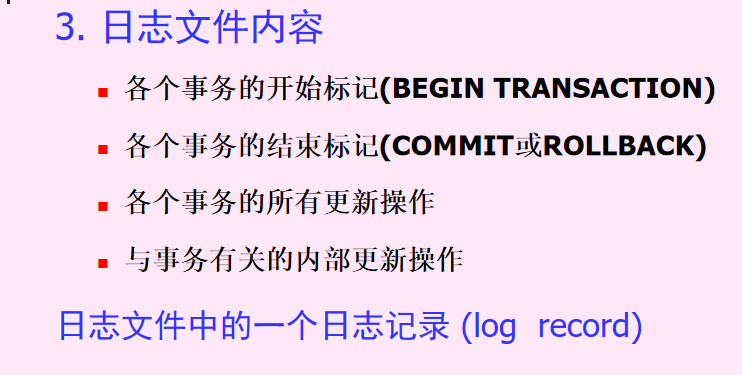 3. 日志文件内容
▪ 各个事务的开始标记(BEGIN TRANSACTION)
▪ 各个事务的结束标记(COMMIT或ROLLBACK)
▪ 各个事务的所有更新操作
▪ 与事务有关的内部更新操作
日志文件中的一个日志记录 (log record)